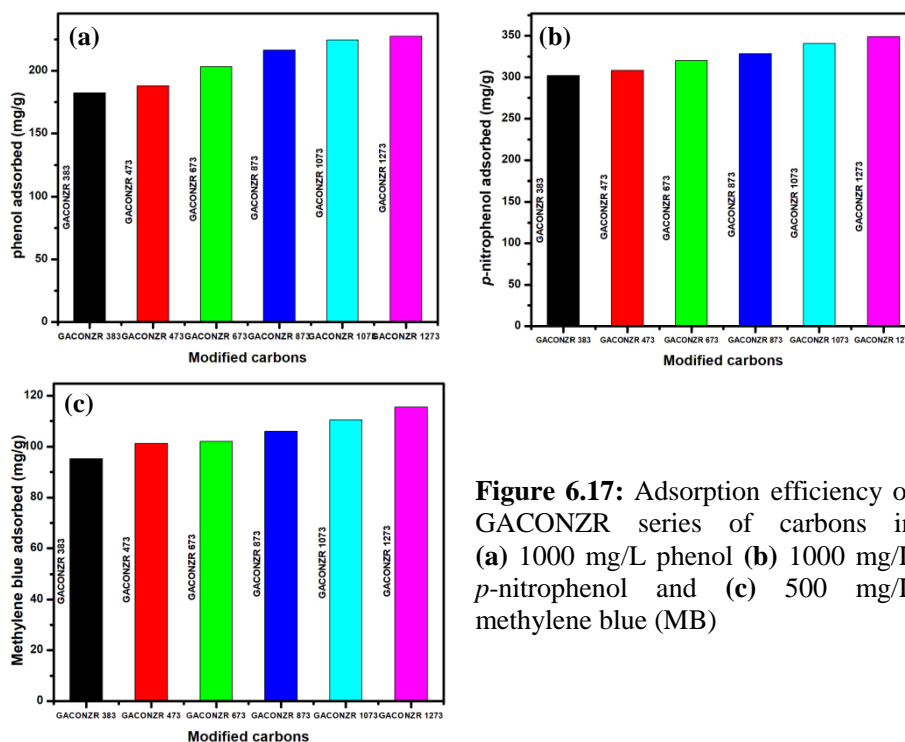 (a)
phenol adsorbed (mg/g)
200
150
100
50
0
GACONZR 383
GACONZR 473
GACONZR 673
GACONZR 873
GACONZR 1073
GACONZR 1273
GACONZR 383 GACONZR 473 GACONZR 673 GACONZR 873 GACONZR 107 GACONZR 1273
Modified carbons
(b)
p-nitrophenol adsorbed (mg/g)
350
300
250
200
150
100
50
0
GACONZR 383
GACONZR 473
GACONZR 673
GACONZR 873
GACONZR 1073
GACONZR 1273
GACONZR 383 GACONZR 473 GACONZR 673 GACONZR 873 GACONZR 1073 GACONZR 127
Modified carbons
(c)
Methylene blue adsorbed (mg/g)
120
100
80
60
40
20
0
GACONZR 383
GACONZR 473
GACONZR 673
GACONZR 873
GACONZR 1073
GACONZR 1273
GACONZR 383 GACONZR 473 GACONZR 673 GACONZR 873 GACONZR 1073 GACONZR 1273
Modified carbons
Figure 6.17: Adsorption efficiency o
GACONZR series of carbons in
(a) 1000 mg/L phenol (b) 1000 mg/L
p-nitrophenol and (c) 500 mg/L
methylene blue (MB)